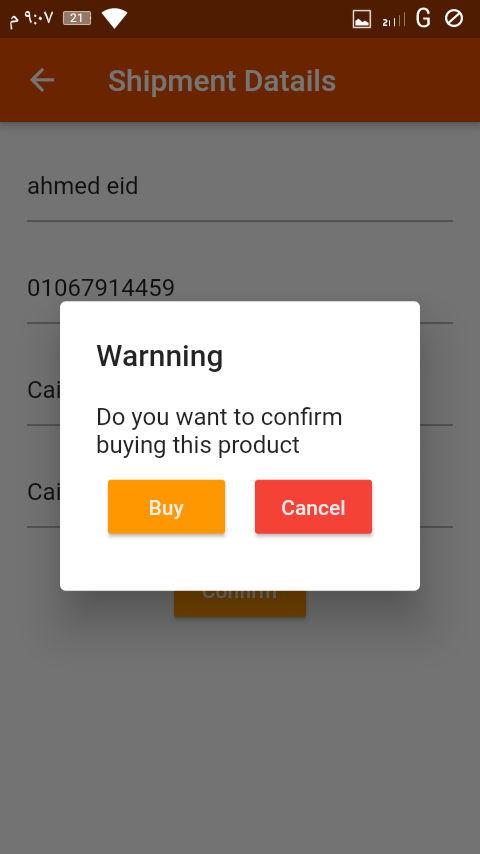 م ٩:٠٧ 21 2 G
Shipment Datails
ahmed eid
01067914459
Cai
Warnning
Do you want to confirm
buying this product
Cai
Buy Cancel
Confirm